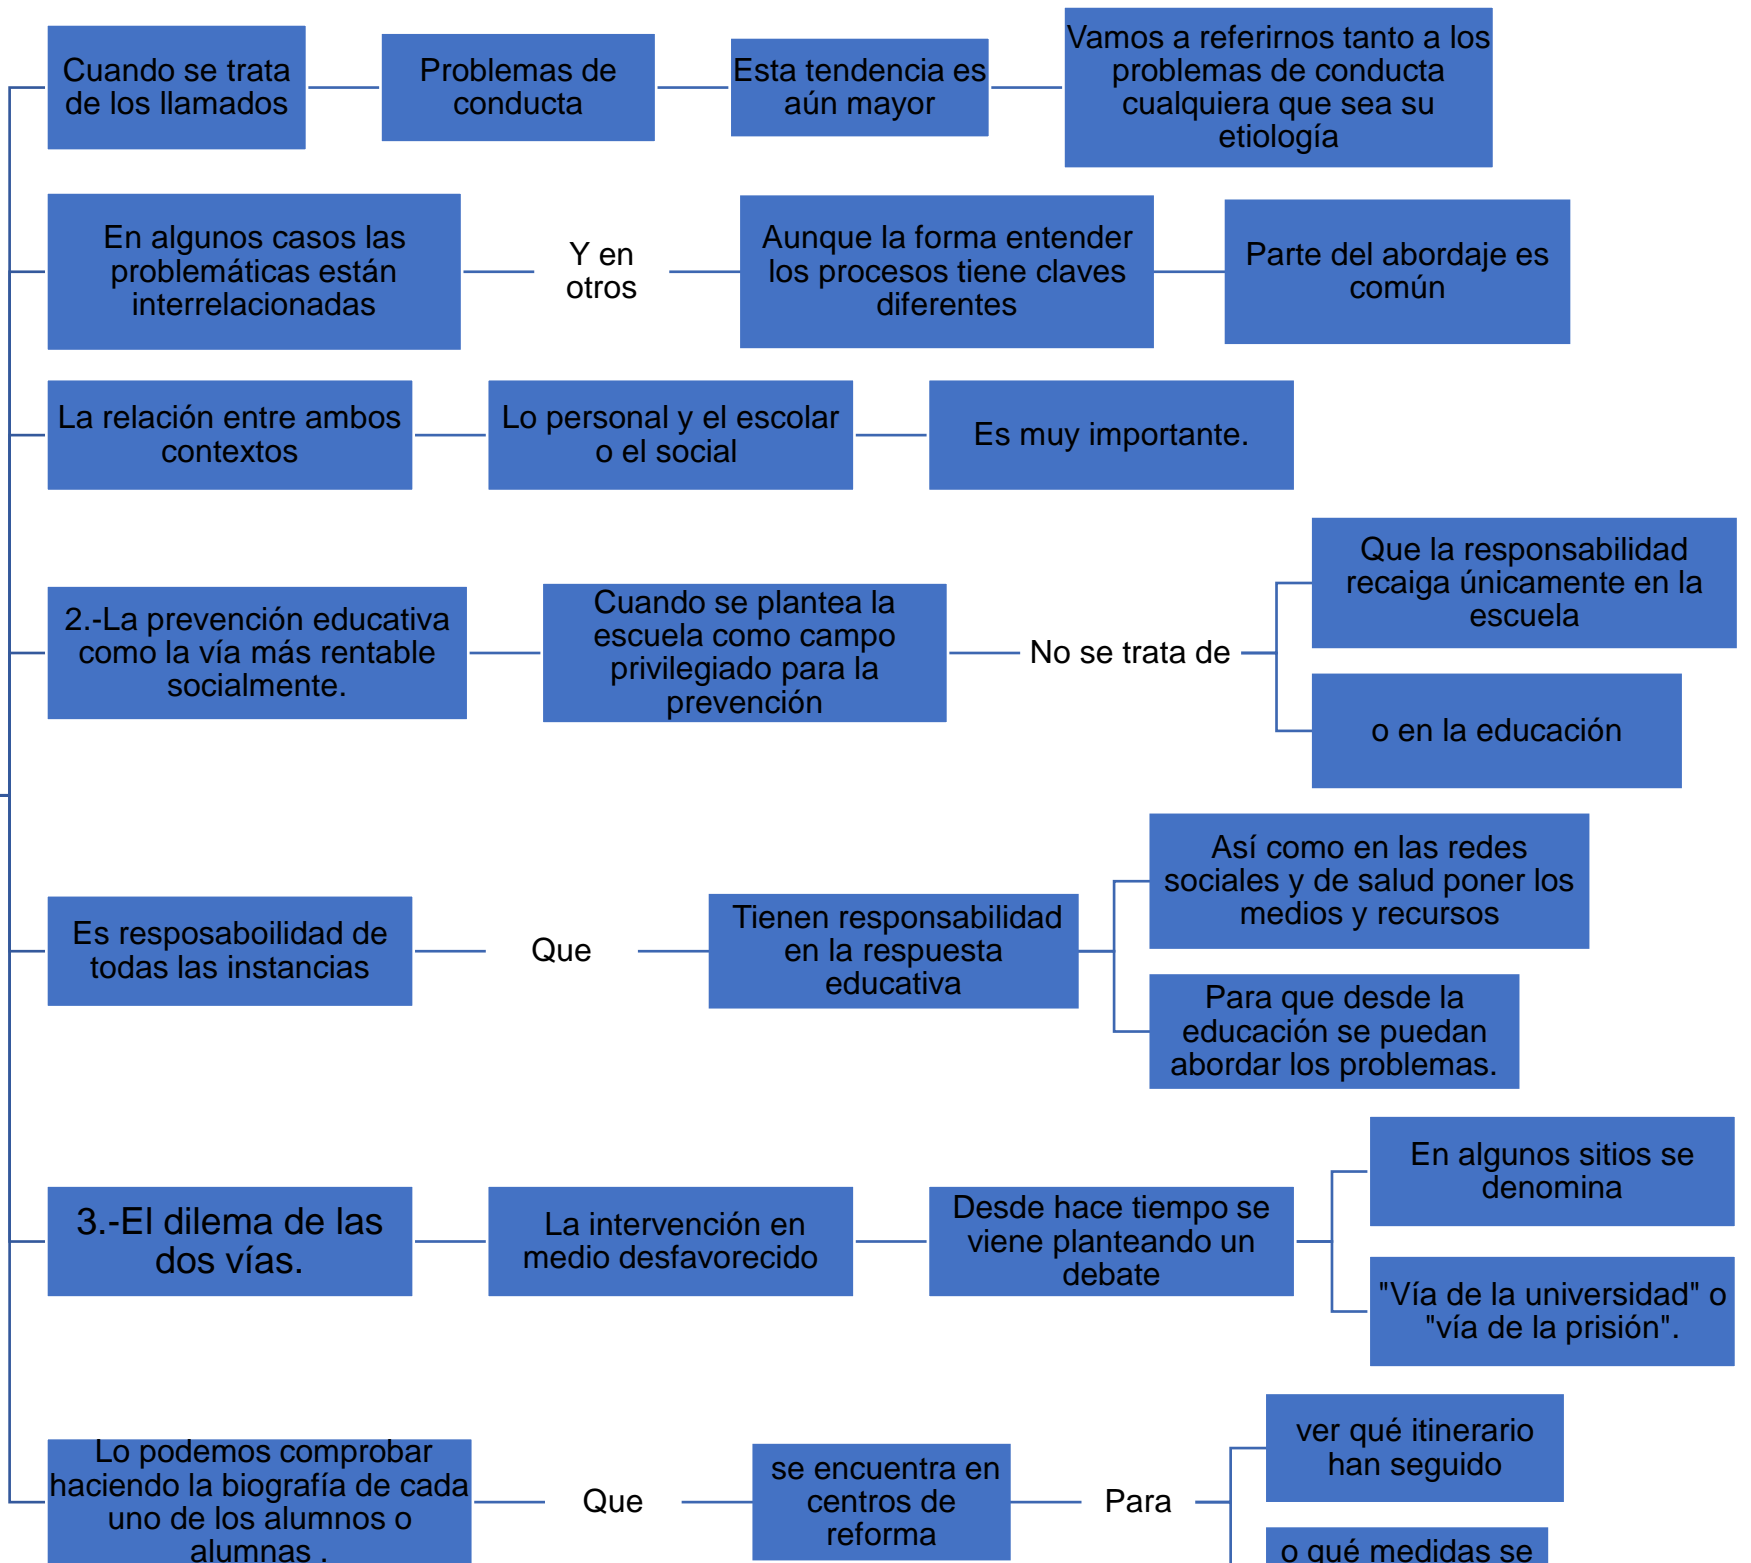 Cuando se trata
de los llamados
Problemas de
conducta
Esta tendencia es
aún mayor
Vamos a referirnos tanto a los
problemas de conducta
cualquiera que sea su
etiología
En algunos casos las
problemáticas están
interrelacionadas
Y en
otros
Aunque la forma entender
los procesos tiene claves
diferentes
Parte del abordaje es
común
La relación entre ambos
contextos
Lo personal y el escolar
o el social
Es muy importante.
2.-La prevención educativa
como la vía más rentable
socialmente.
Cuando se plantea la
escuela como campo
privilegiado para la
prevención
No se trata de
Que la responsabilidad
recaiga únicamente en la
escuela
o en la educación
Es resposaboilidad de
todas las instancias
Que
Tienen responsabilidad
en la respuesta
educativa
Así como en las redes
sociales y de salud poner los
medios y recursos
Para que desde la
educación se puedan
abordar los problemas.
3.-El dilema de las
dos vías.
La intervención en
medio desfavorecido
Desde hace tiempo se
viene planteando un
debate
En algunos sitios se
denomina
"Vía de la universidad" o
"vía de la prisión".
Lo podemos comprobar
haciendo la biografía de cada
uno de los alumnos o
alumnas .
Que
se encuentra en
centros de
reforma
Para
ver qué itinerario
han seguido
o qué medidas se